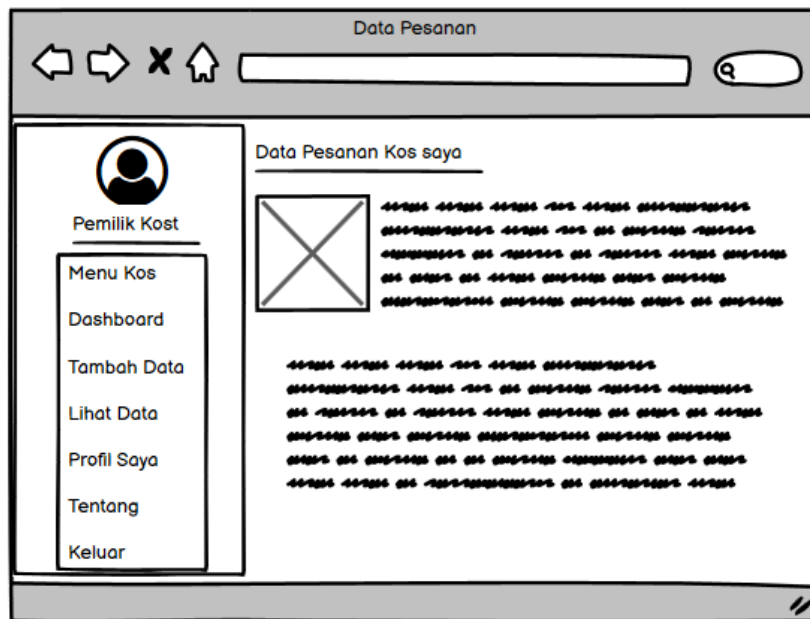 Data Pesanan
Pemilik Kost
Menu Kos
Dashboard
Tambah Data
Lihat Data
Profil Saya
Tentang
Keluar
Data Pesanan Kos saya